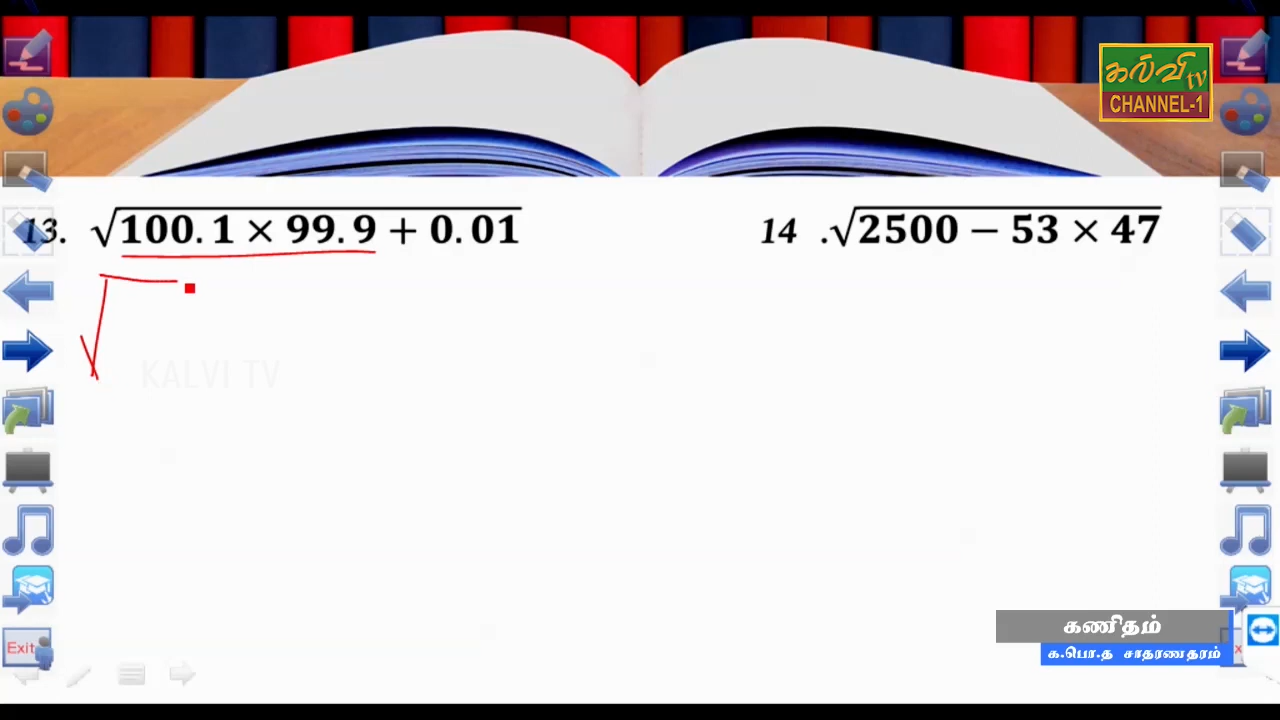 கல்வி tv
CHANNEL-1
13. √100.1 × 99.9 + 0.01
14 .√2500 − 53 × 47
√
KALVI TV
கணிதம்
க.பொ.த சாதரணதரம்
Exit